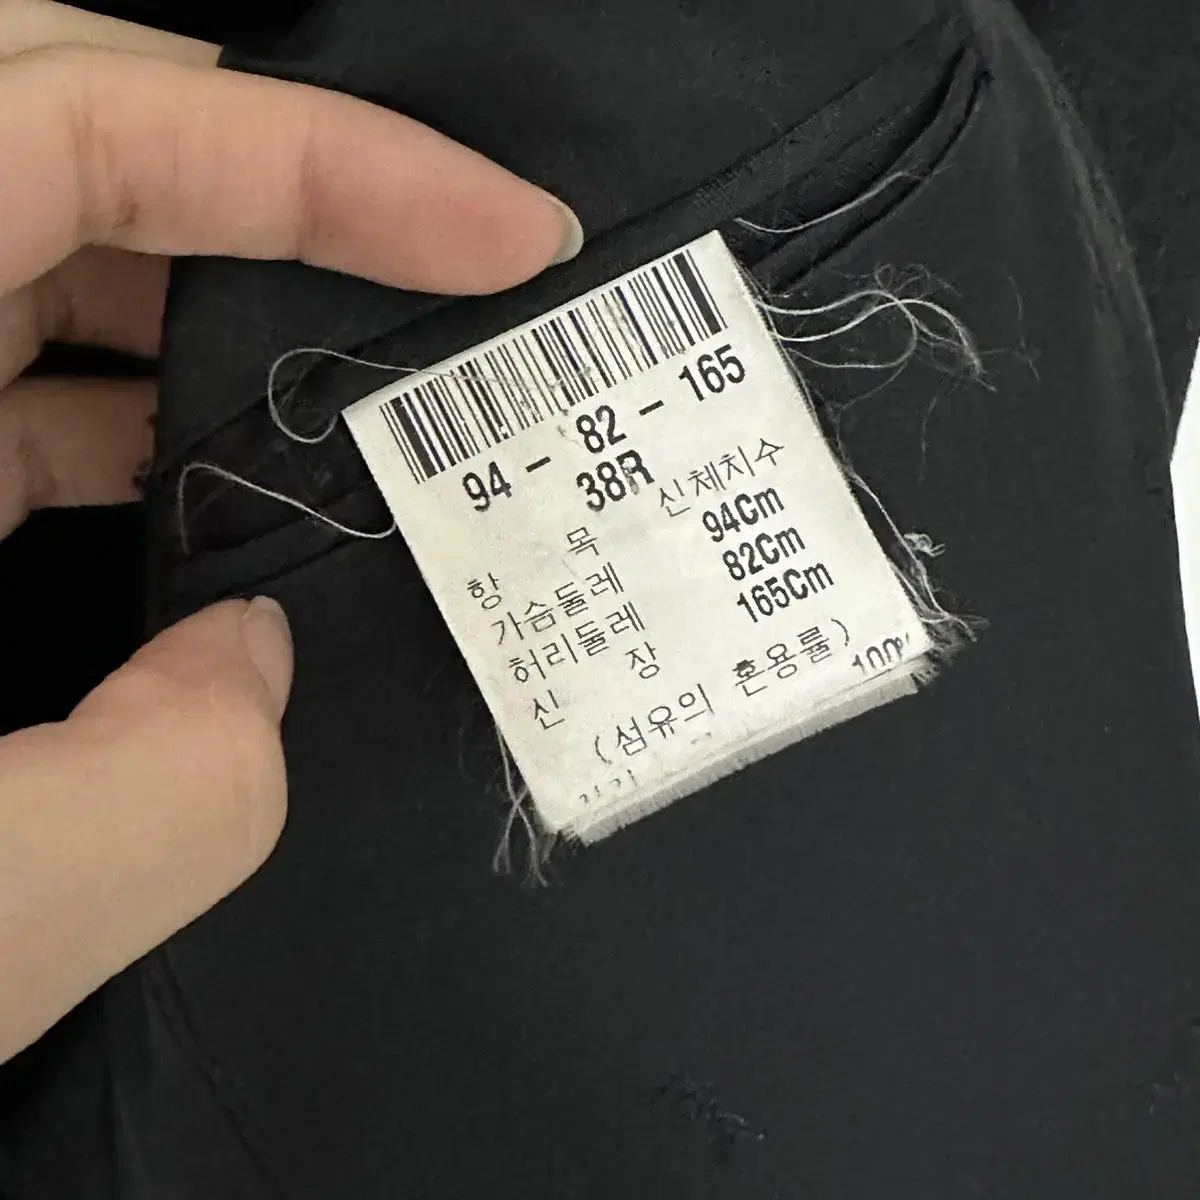 94 - 82 - 165
38R
항 목 신체치수
가슴둘레 94Cm
허리둘레 82Cm
신 장 165Cm
(섬유의 혼용률)